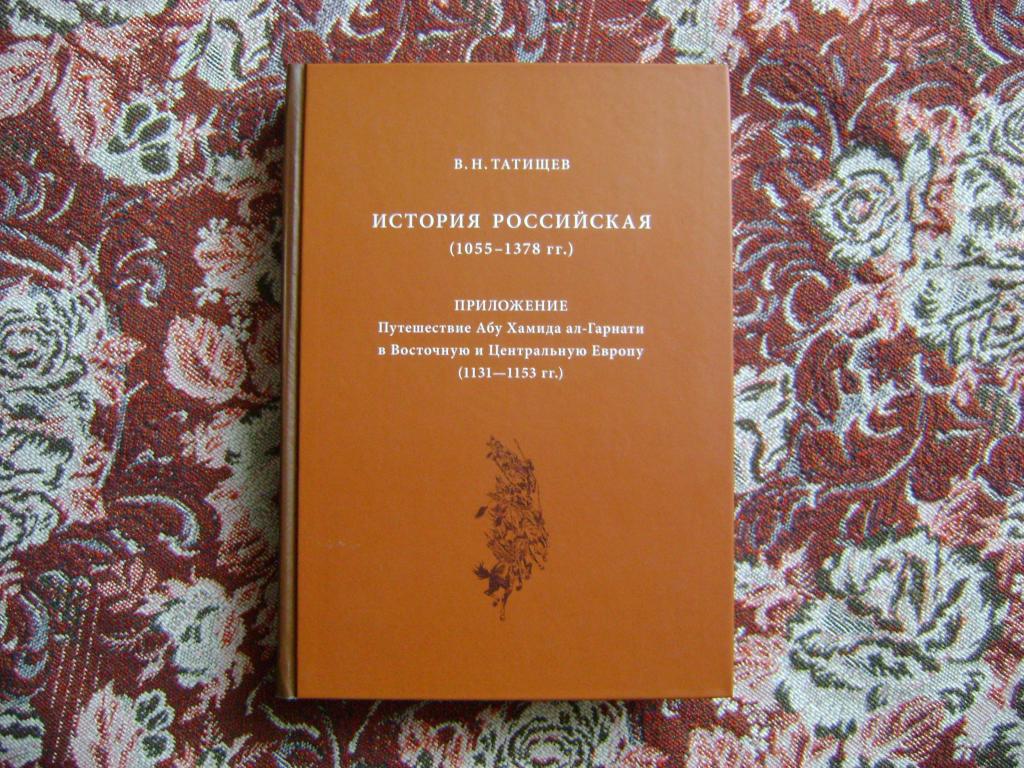 В. Н. ТАТИЩЕВ
ИСТОРИЯ РОССИЙСКАЯ
(1055–1378 гг.)
ПРИЛОЖЕНИЕ
Путешествие Абу Хамида ал-Гарнати
в Восточную и Центральную Европу
(1131—1153 гг.)